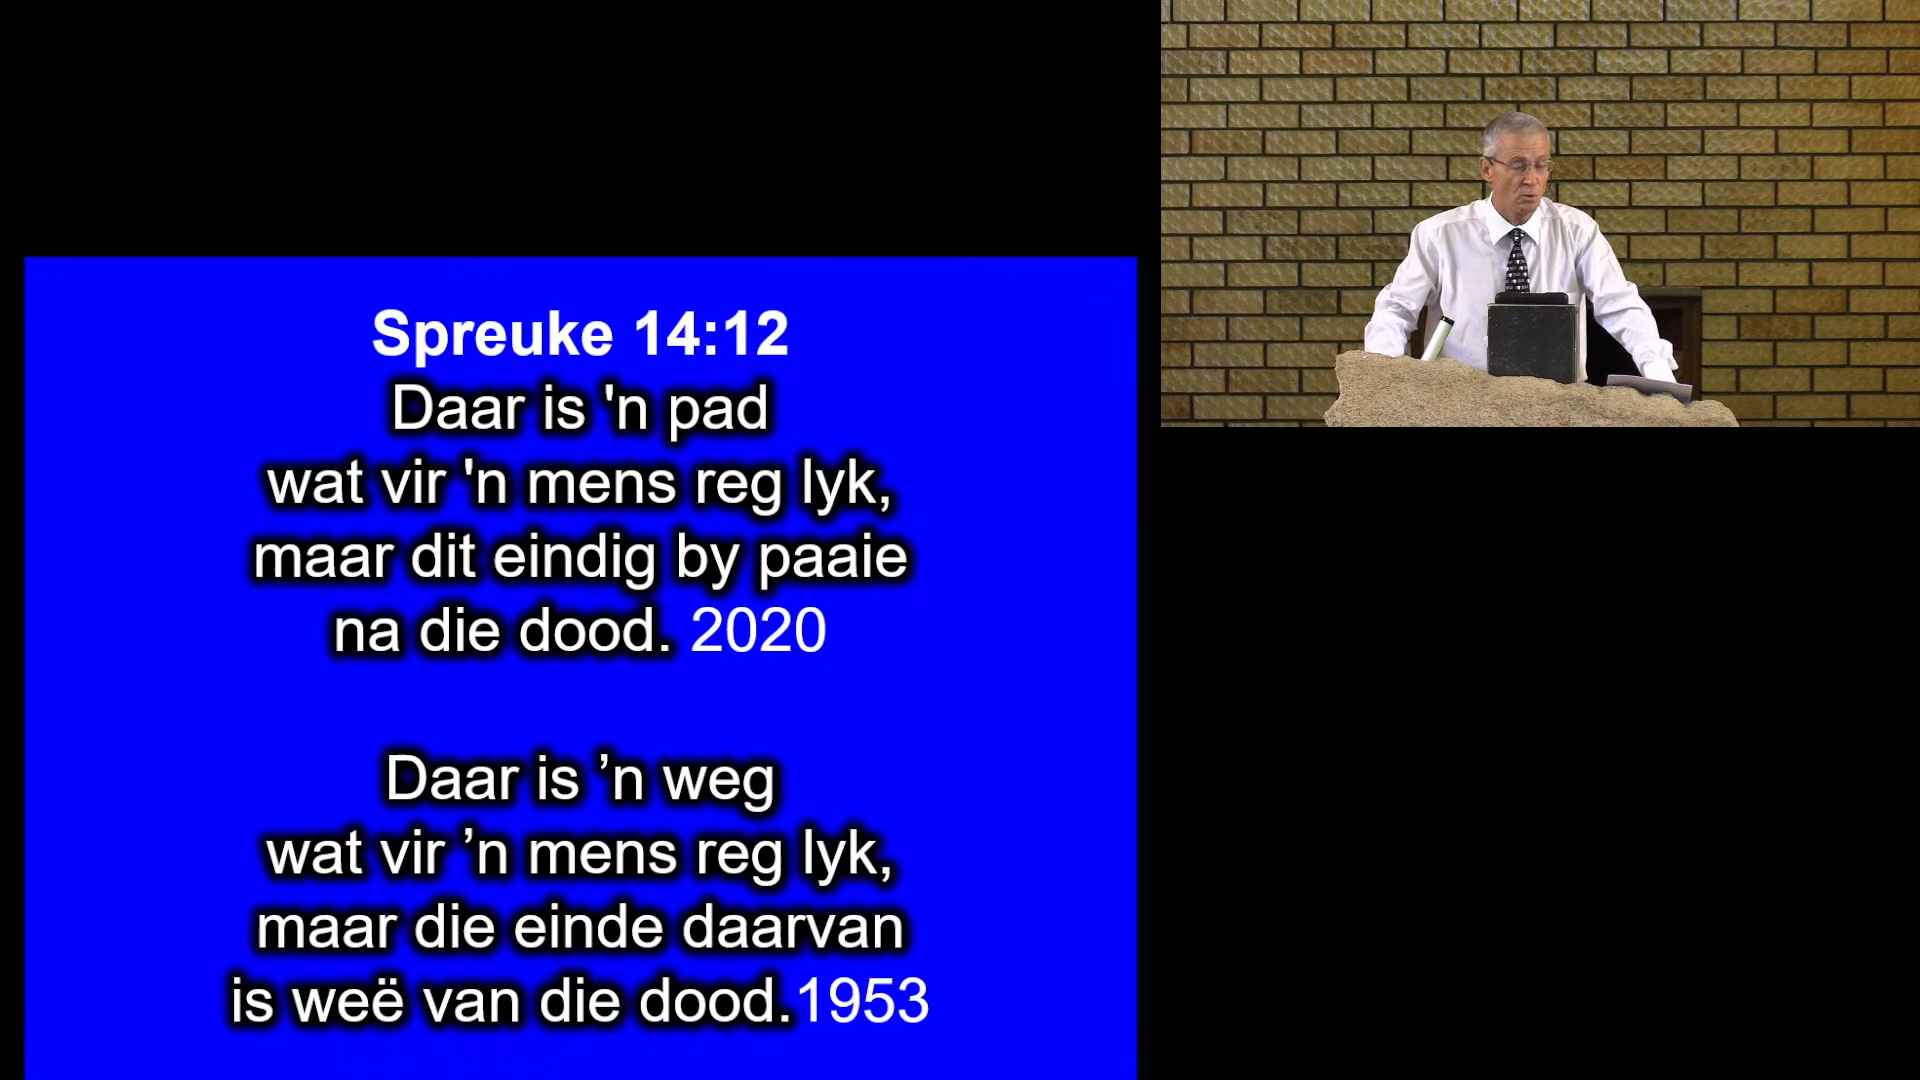 Spreuke 14:12
Daar is 'n pad
wat vir 'n mens reg lyk,
maar dit eindig by paaie
na die dood. 2020
Daar is ’n weg
wat vir ’n mens reg lyk,
maar die einde daarvan
is weë van die dood.1953